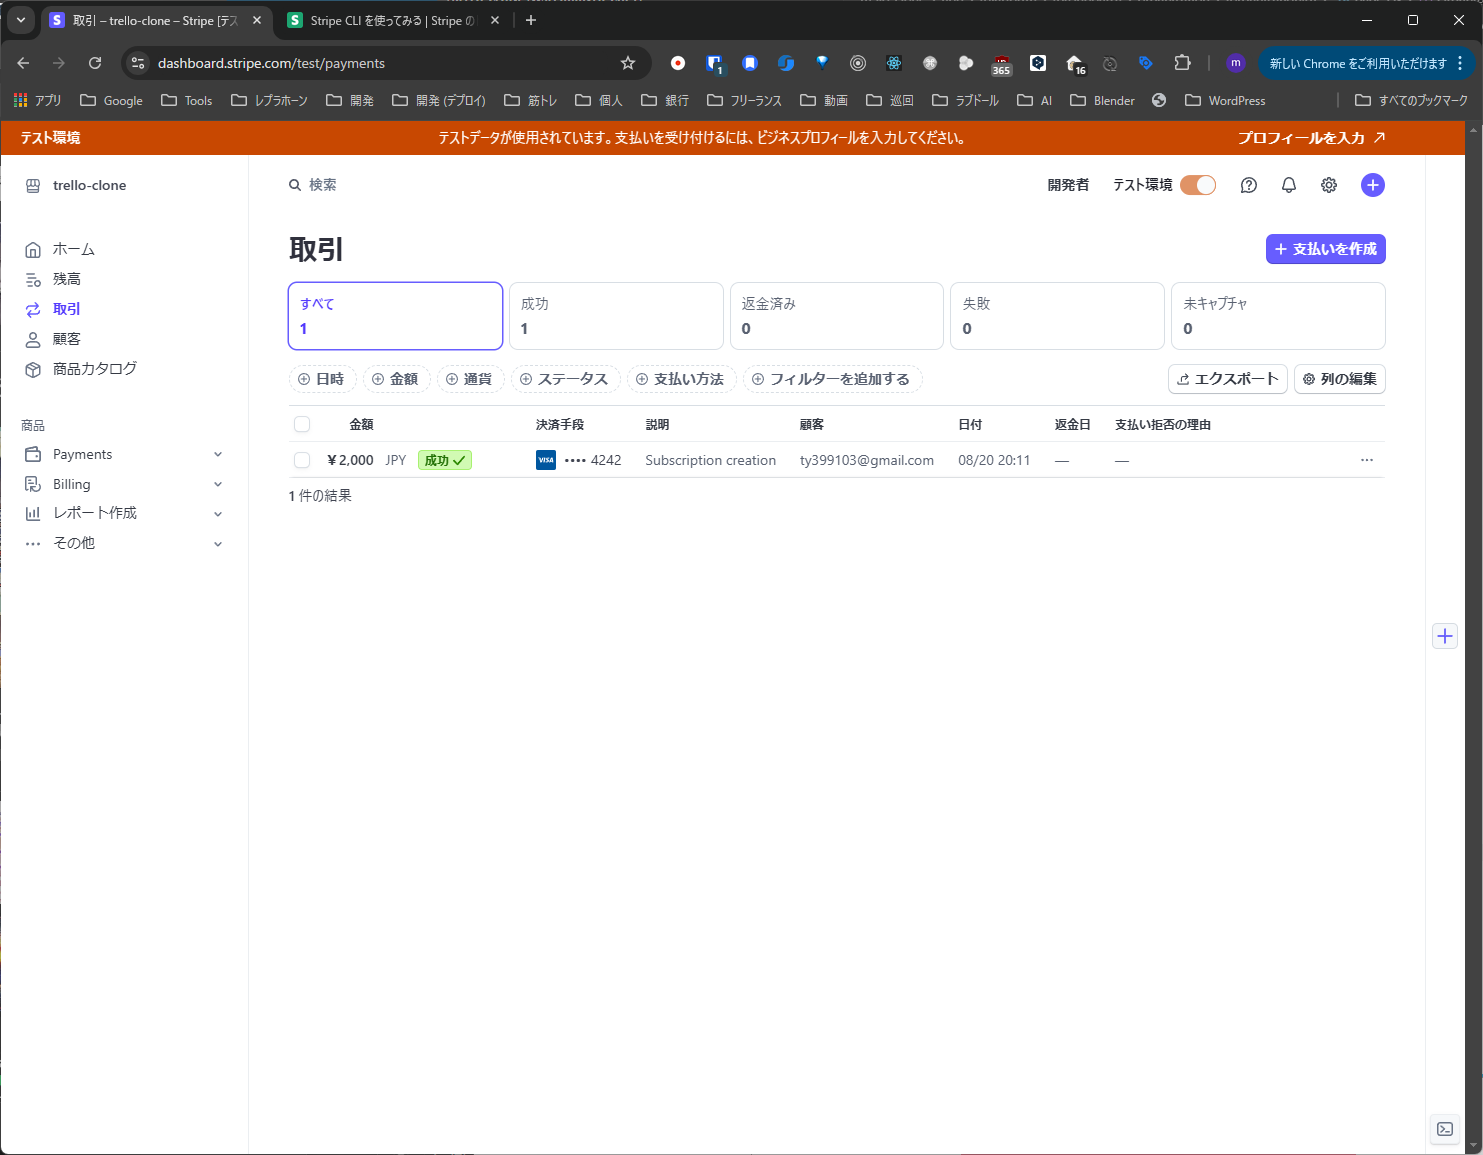 取引 – trello-clone – Stripe [テス
Stripe CLI を使ってみる | Stripe の
dashboard.stripe.com/test/payments
1
365
16
m
新しい Chrome をご利用いただけます
アプリ
Google
Tools
レプラホーン
開発
開発 (デプロイ)
筋トレ
個人
銀行
フリーランス
動画
巡回
ラブドール
AI
Blender
WordPress
すべてのブックマーク
テスト環境
テストデータが使用されています。支払いを受け付けるには、ビジネスプロフィールを入力してください。
プロフィールを入力
trello-clone
検索
開発者
テスト環境
ホーム
残高
取引
顧客
商品カタログ
商品
Payments
Billing
レポート作成
その他
取引
支払いを作成
すべて
1
成功
1
返金済み
0
失敗
0
未キャプチャ
0
日時
金額
通貨
ステータス
支払い方法
フィルターを追加する
エクスポート
列の編集
金額 決済手段 説明 顧客 日付 返金日 支払い拒否の理由
¥2,000 JPY 成功 VISA •••• 4242 Subscription creation ty399103@gmail.com 08/20 20:11 — —
1 件の結果